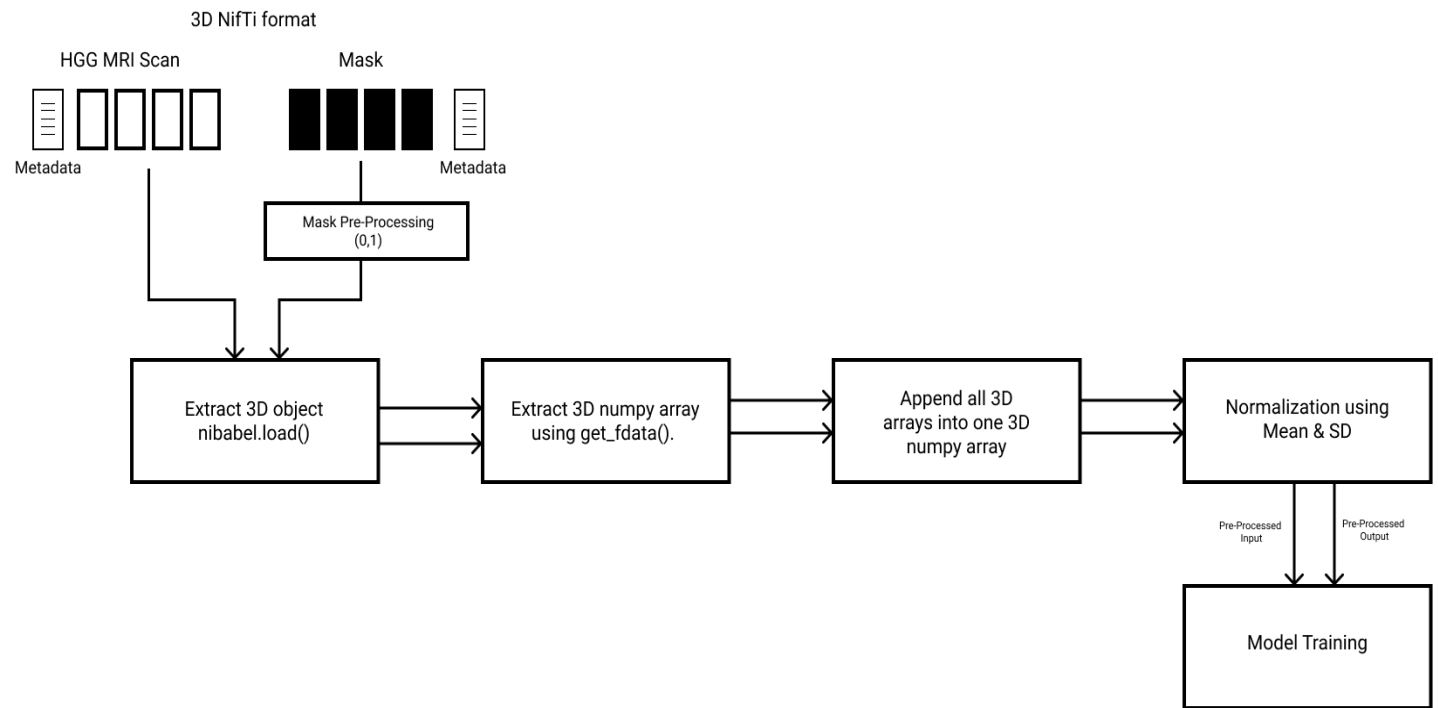 3D NifTi format
HGG MRI Scan
Mask
Metadata
Metadata
Mask Pre-Processing
(0,1)
Extract 3D object
nibabel.load()
Extract 3D numpy array
using get_fdata().
Append all 3D
arrays into one 3D
numpy array
Normalization using
Mean & SD
Pre-Processed
Input
Pre-Processed
Output
Model Training